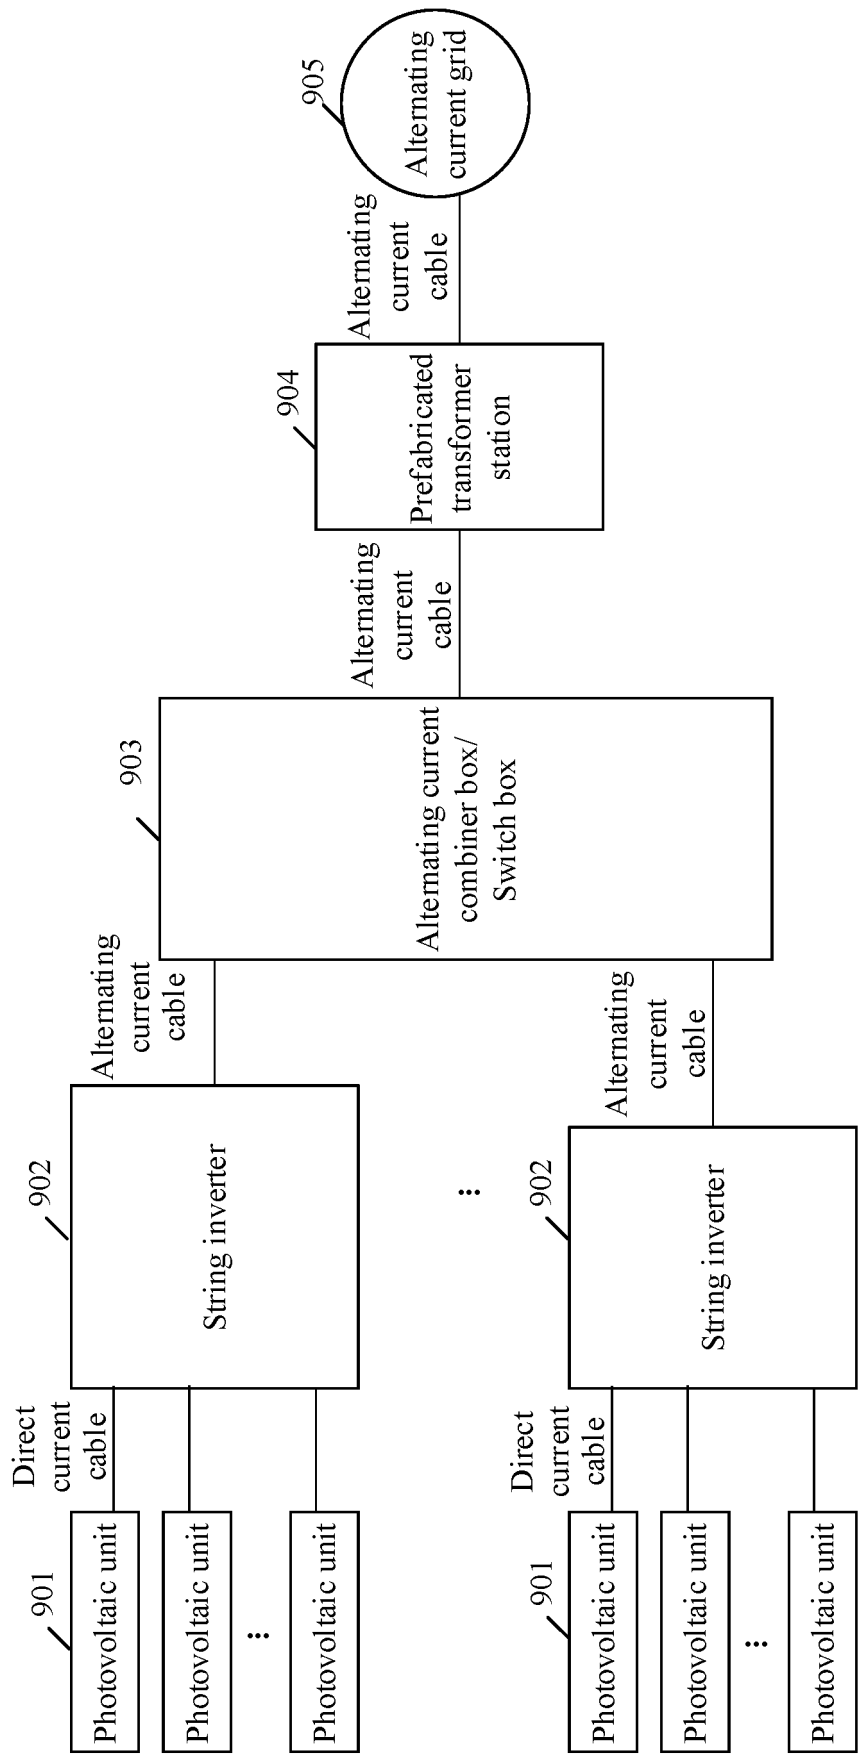 901
Photovoltaic unit
Photovoltaic unit
...
Photovoltaic unit
Direct
current
cable
902
String inverter
Alternating
current
cable
...
901
Photovoltaic unit
Photovoltaic unit
...
Photovoltaic unit
Direct
current
cable
902
String inverter
Alternating
current
cable
903
Alternating current
combiner box/
Switch box
Alternating
current
cable
904
Prefabricated
transformer
station
Alternating
current
cable
905
Alternating
current grid